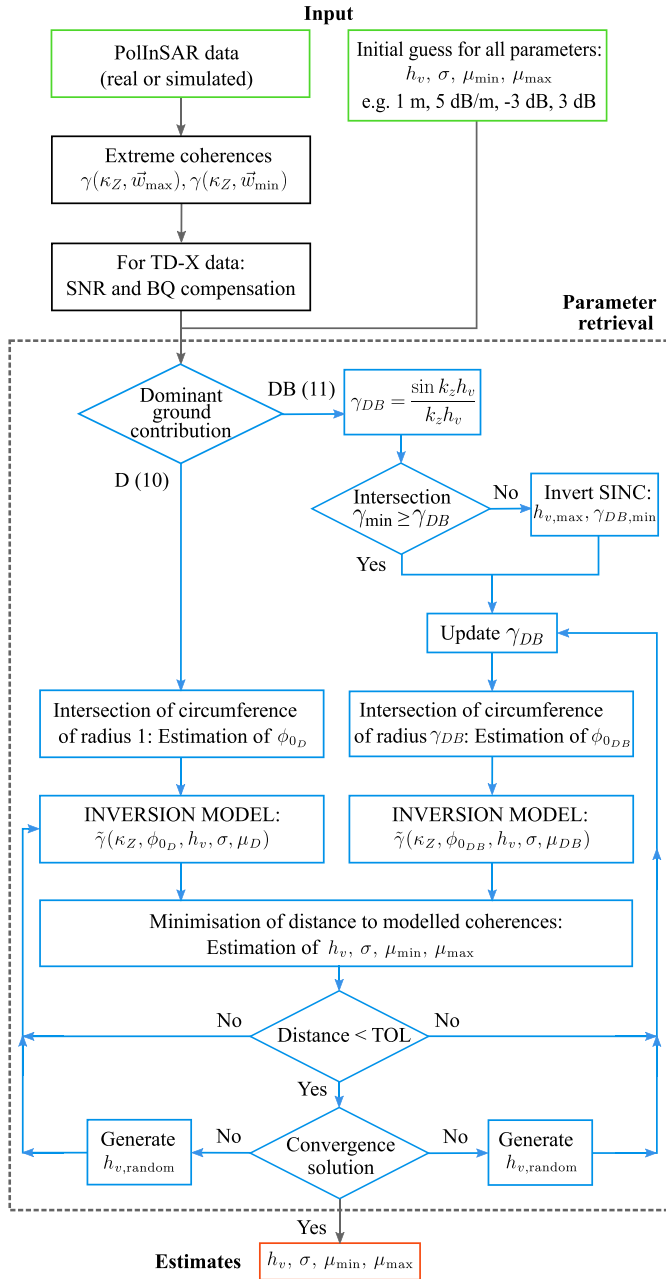 Input
PolInSAR data
(real or simulated)
Initial guess for all parameters:
h_v, σ, μ_min, μ_max
e.g. 1 m, 5 dB/m, -3 dB, 3 dB
Extreme coherences
γ(κ_Z, w⃗_max), γ(κ_Z, w⃗_min)
For TD-X data:
SNR and BQ compensation
Parameter
retrieval
Dominant
ground
contribution
DB (11)
γ_DB = sin k_z h_v / k_z h_v
D (10)
Intersection
γ_min ≥ γ_DB
No
Invert SINC:
h_v,max, γ_DB,min
Yes
Update γ_DB
Intersection of circumference
of radius 1: Estimation of ϕ_0_D
Intersection of circumference
of radius γ_DB: Estimation of ϕ_0_DB
INVERSION MODEL:
γ̃(κ_Z, ϕ_0_D, h_v, σ, μ_D)
INVERSION MODEL:
γ̃(κ_Z, ϕ_0_DB, h_v, σ, μ_DB)
Minimisation of distance to modelled coherences:
Estimation of h_v, σ, μ_min, μ_max
No
Distance < TOL
No
Yes
Generate
h_v,random
No
Convergence
solution
No
Generate
h_v,random
Yes
Estimates
h_v, σ, μ_min, μ_max